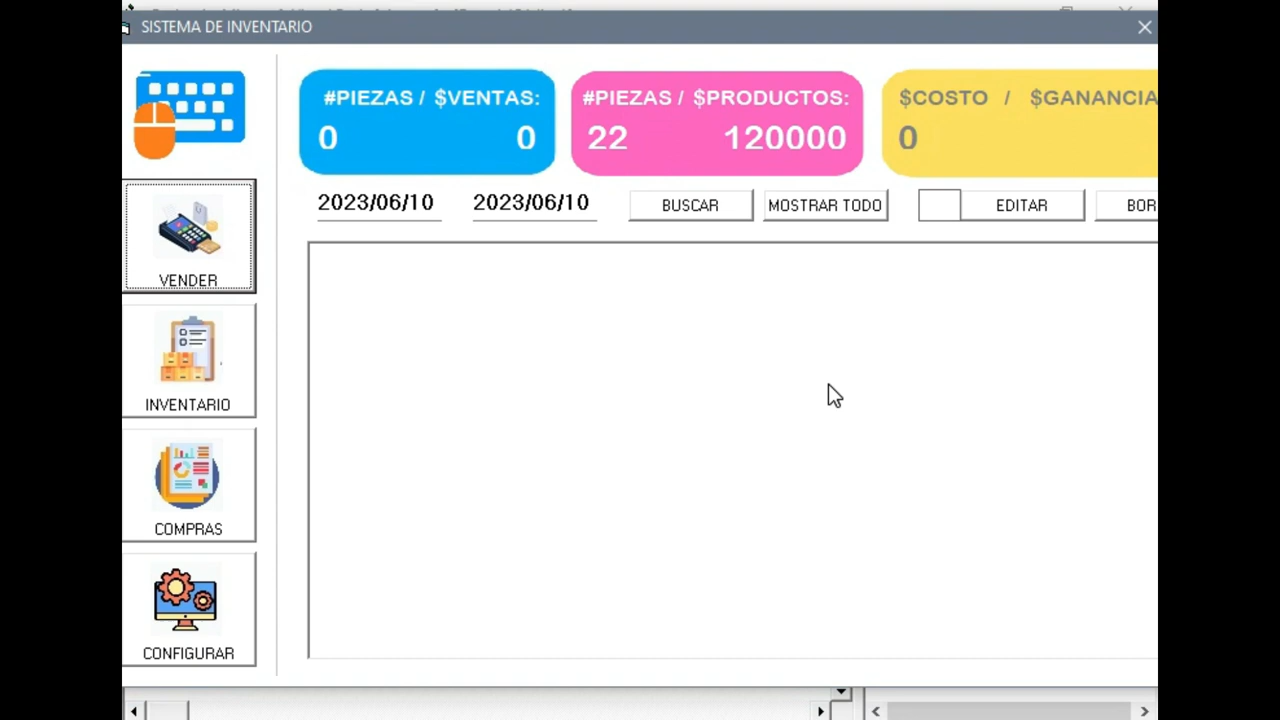 SISTEMA DE INVENTARIO
#PIEZAS / $VENTAS:
0 0
#PIEZAS / $PRODUCTOS:
22 120000
$COSTO / $GANANCIA
0
2023/06/10 2023/06/10 BUSCAR MOSTRAR TODO EDITAR BOR
VENDER
INVENTARIO
COMPRAS
CONFIGURAR